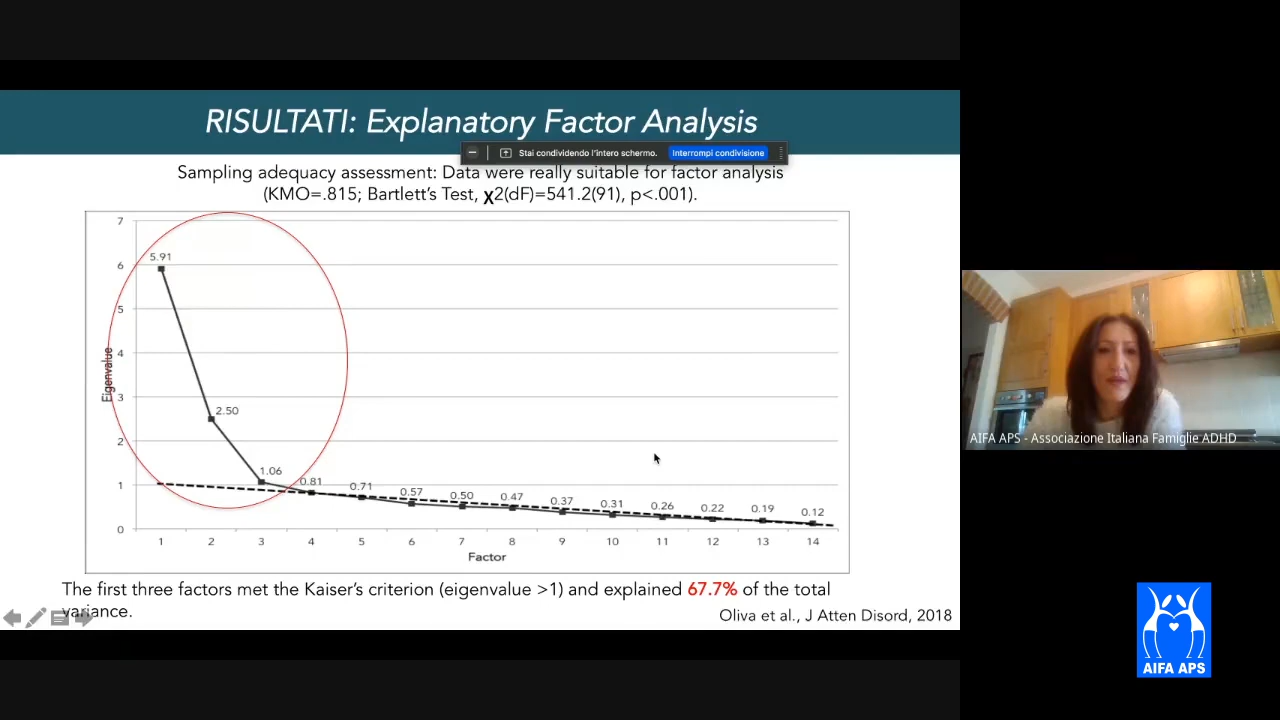 RISULTATI: Explanatory Factor Analysis
Stai condividendo l'intero schermo. Interrompi condivisione
Sampling adequacy assessment: Data were really suitable for factor analysis
(KMO=.815; Bartlett's Test, χ2(dF)=541.2(91), p<.001).
7
6
5
4
3
2
1
0
Eigenvalue
5.91
2.50
1.06
0.81
0.71
0.57
0.50
0.47
0.37
0.31
0.26
0.22
0.19
0.12
1 2 3 4 5 6 7 8 9 10 11 12 13 14
Factor
The first three factors met the Kaiser's criterion (eigenvalue >1) and explained 67.7% of the total
variance.
Oliva et al., J Atten Disord, 2018
AIFA APS - Associazione Italiana Famiglie ADHD
AIFA APS